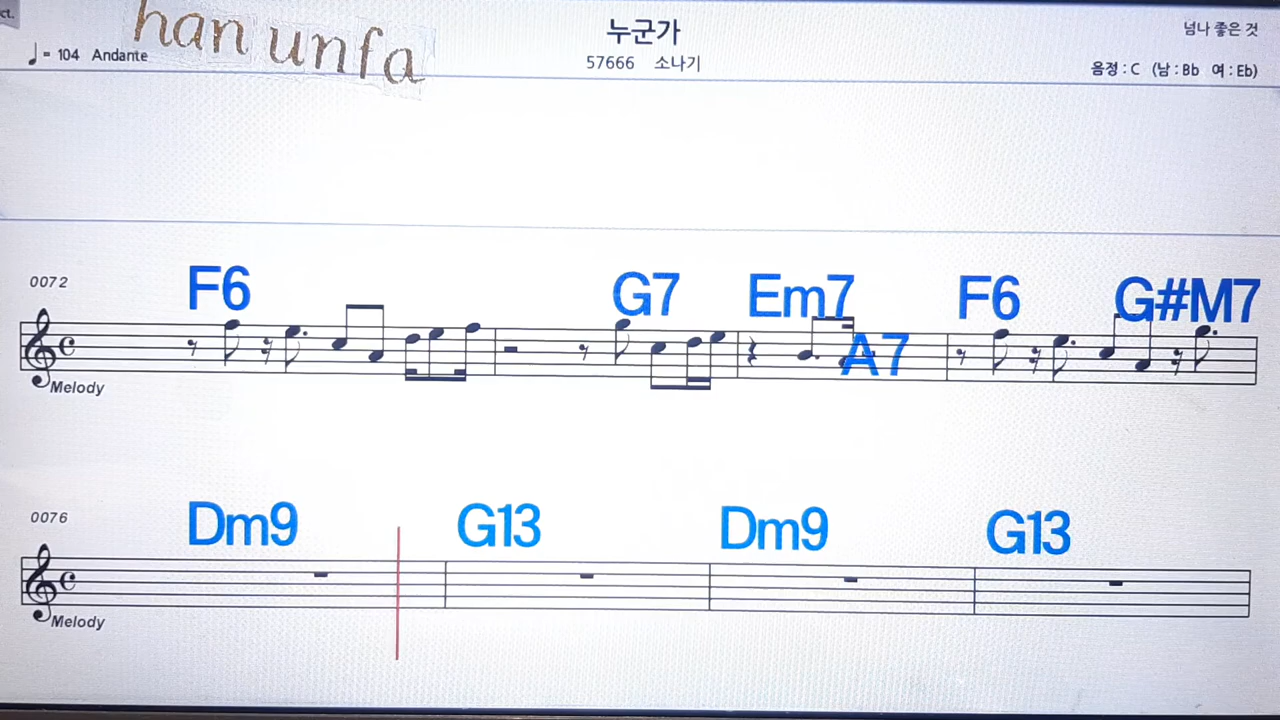 ct.
han unfa
누군가
넘나 좋은 것
♩= 104 Andante
57666 소나기
음정 : C (남 : Bb 여 : Eb)
0072
F6 G7 Em7 A7 F6 G#M7
Melody
0076
Dm9 G13 Dm9 G13
Melody